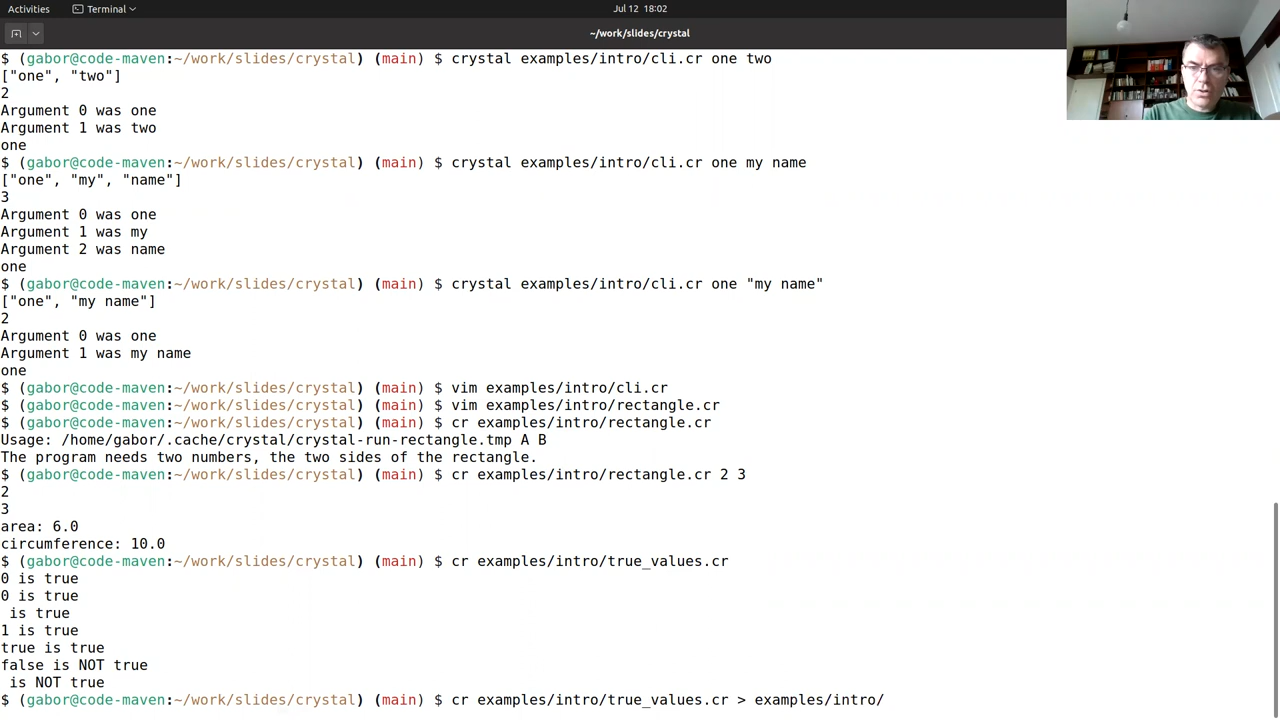 Activities
Terminal
Jul 12 18:02
~/work/slides/crystal
$ (gabor@code-maven:~/work/slides/crystal) (main) $ crystal examples/intro/cli.cr one two
["one", "two"]
2
Argument 0 was one
Argument 1 was two
one
$ (gabor@code-maven:~/work/slides/crystal) (main) $ crystal examples/intro/cli.cr one my name
["one", "my", "name"]
3
Argument 0 was one
Argument 1 was my
Argument 2 was name
one
$ (gabor@code-maven:~/work/slides/crystal) (main) $ crystal examples/intro/cli.cr one "my name"
["one", "my name"]
2
Argument 0 was one
Argument 1 was my name
one
$ (gabor@code-maven:~/work/slides/crystal) (main) $ vim examples/intro/cli.cr
$ (gabor@code-maven:~/work/slides/crystal) (main) $ vim examples/intro/rectangle.cr
$ (gabor@code-maven:~/work/slides/crystal) (main) $ cr examples/intro/rectangle.cr
Usage: /home/gabor/.cache/crystal/crystal-run-rectangle.tmp A B
The program needs two numbers, the two sides of the rectangle.
$ (gabor@code-maven:~/work/slides/crystal) (main) $ cr examples/intro/rectangle.cr 2 3
2
3
area: 6.0
circumference: 10.0
$ (gabor@code-maven:~/work/slides/crystal) (main) $ cr examples/intro/true_values.cr
0 is true
0 is true
 is true
1 is true
true is true
false is NOT true
 is NOT true
$ (gabor@code-maven:~/work/slides/crystal) (main) $ cr examples/intro/true_values.cr > examples/intro/